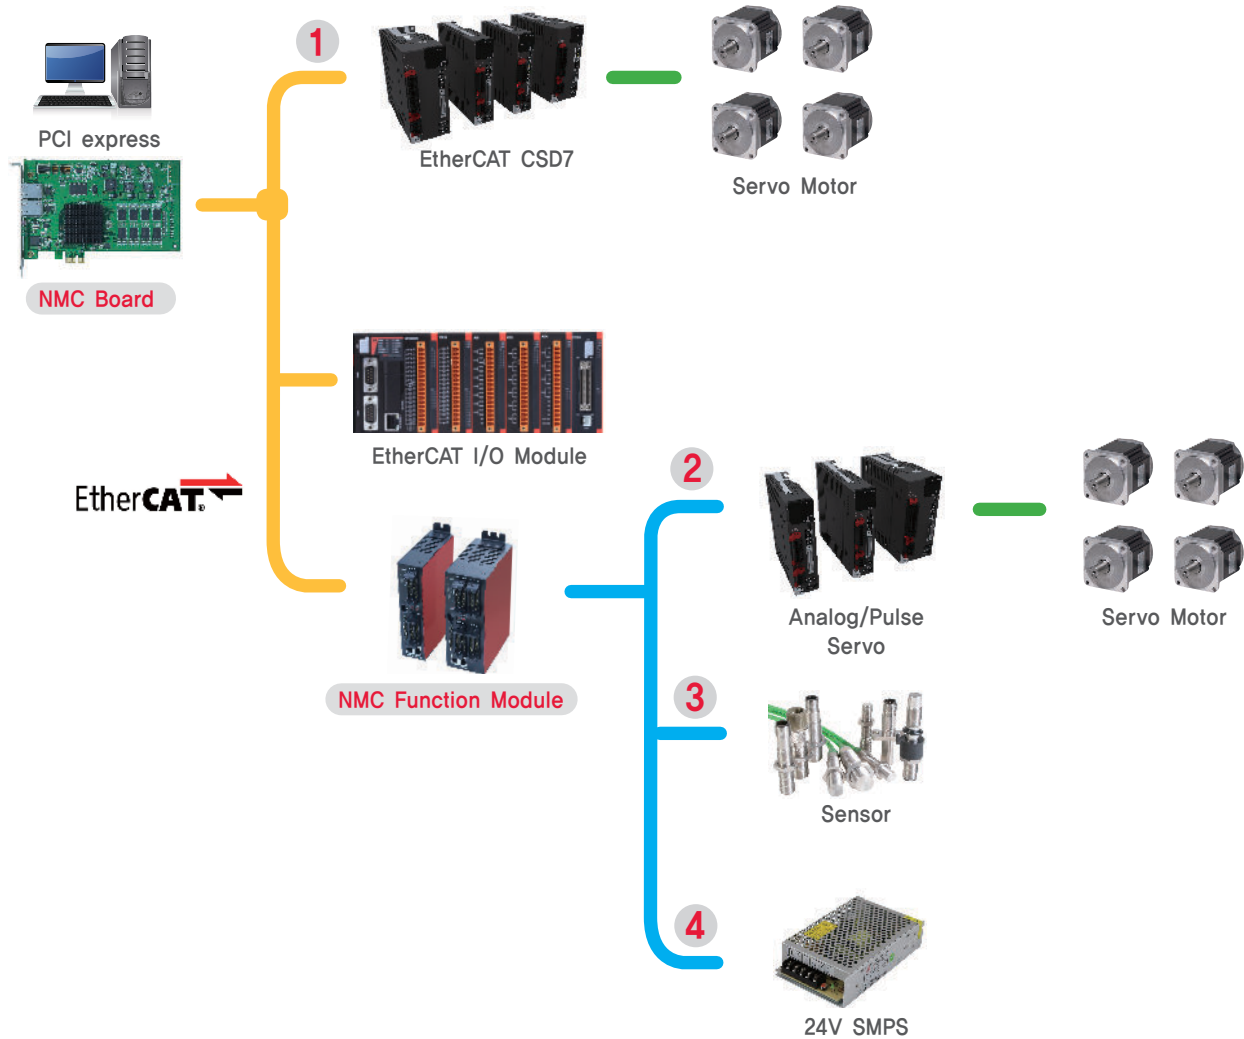 1
PCI express
EtherCAT CSD7
Servo Motor
NMC Board
EtherCAT I/O Module
EtherCAT®
2
Analog/Pulse
Servo
Servo Motor
NMC Function Module
3
Sensor
4
24V SMPS